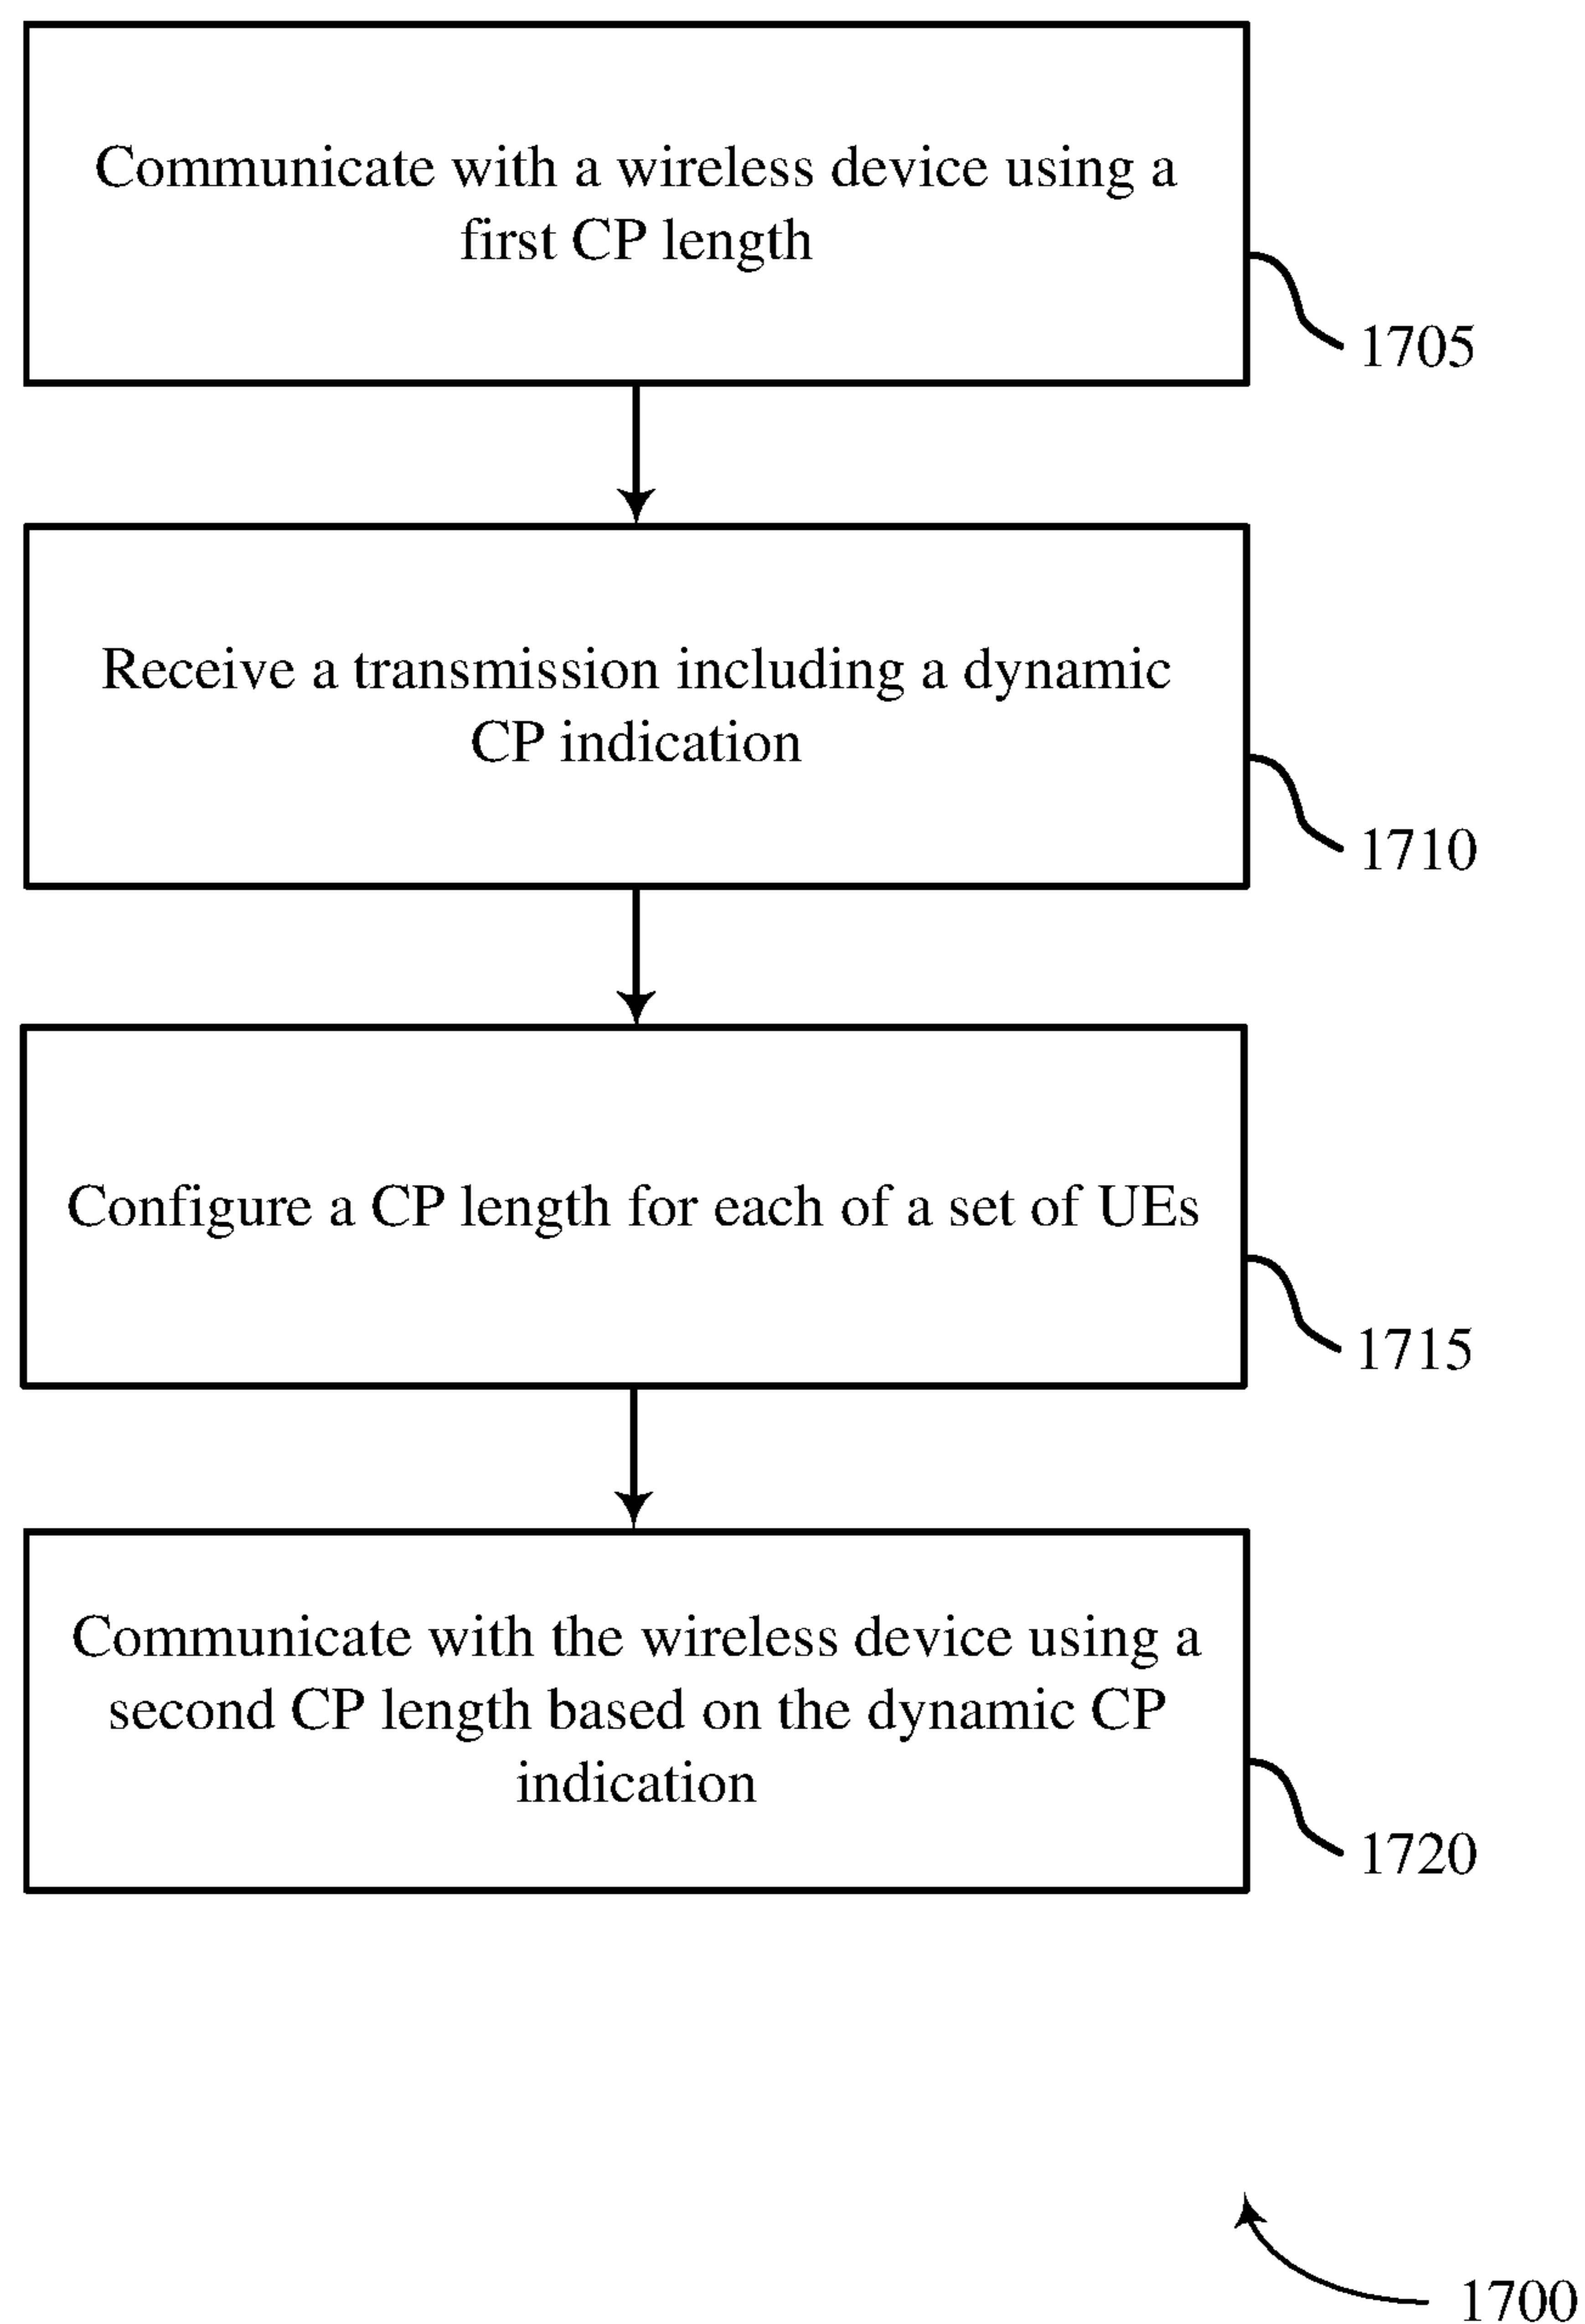 Communicate with a wireless device using a
first CP length
1705
Receive a transmission including a dynamic
CP indication
1710
Configure a CP length for each of a set of UEs
1715
Communicate with the wireless device using a
second CP length based on the dynamic CP
indication
1720
1700